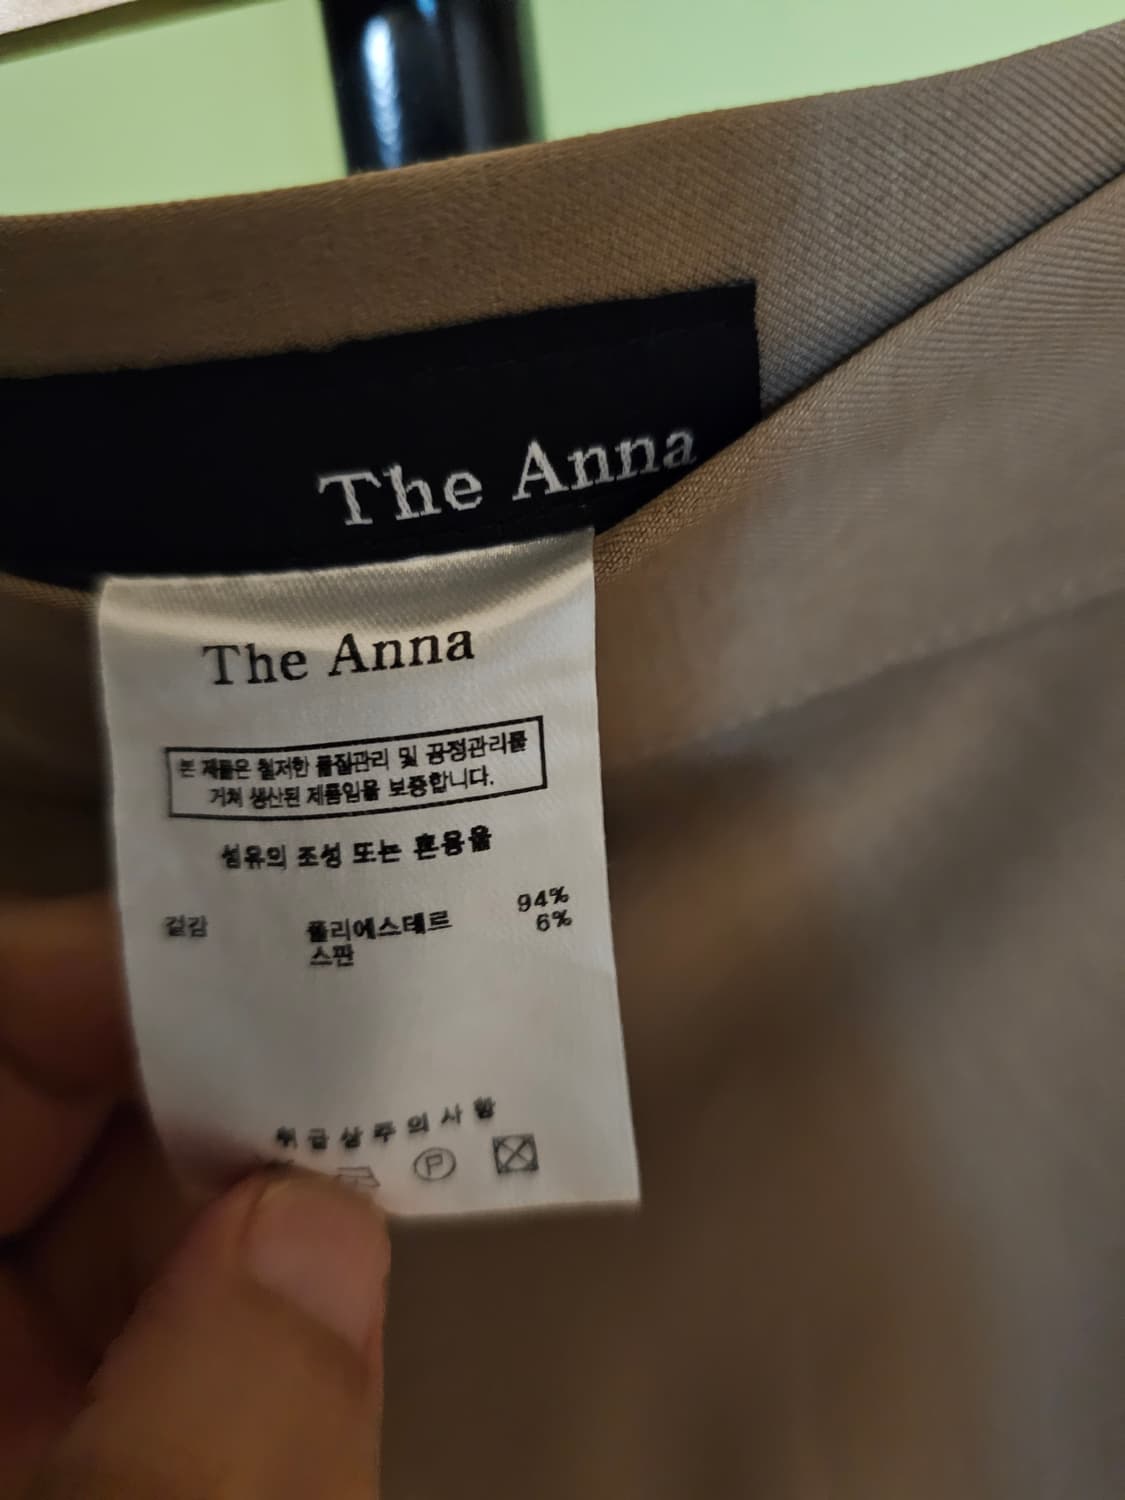 The Anna
The Anna
본 제품은 철저한 품질관리 및 공정관리를
거쳐 생산된 제품임을 보증합니다.
섬유의 조성 또는 혼용율
겉감 폴리에스테르 94%
스판 6%
취급상주의사항
P